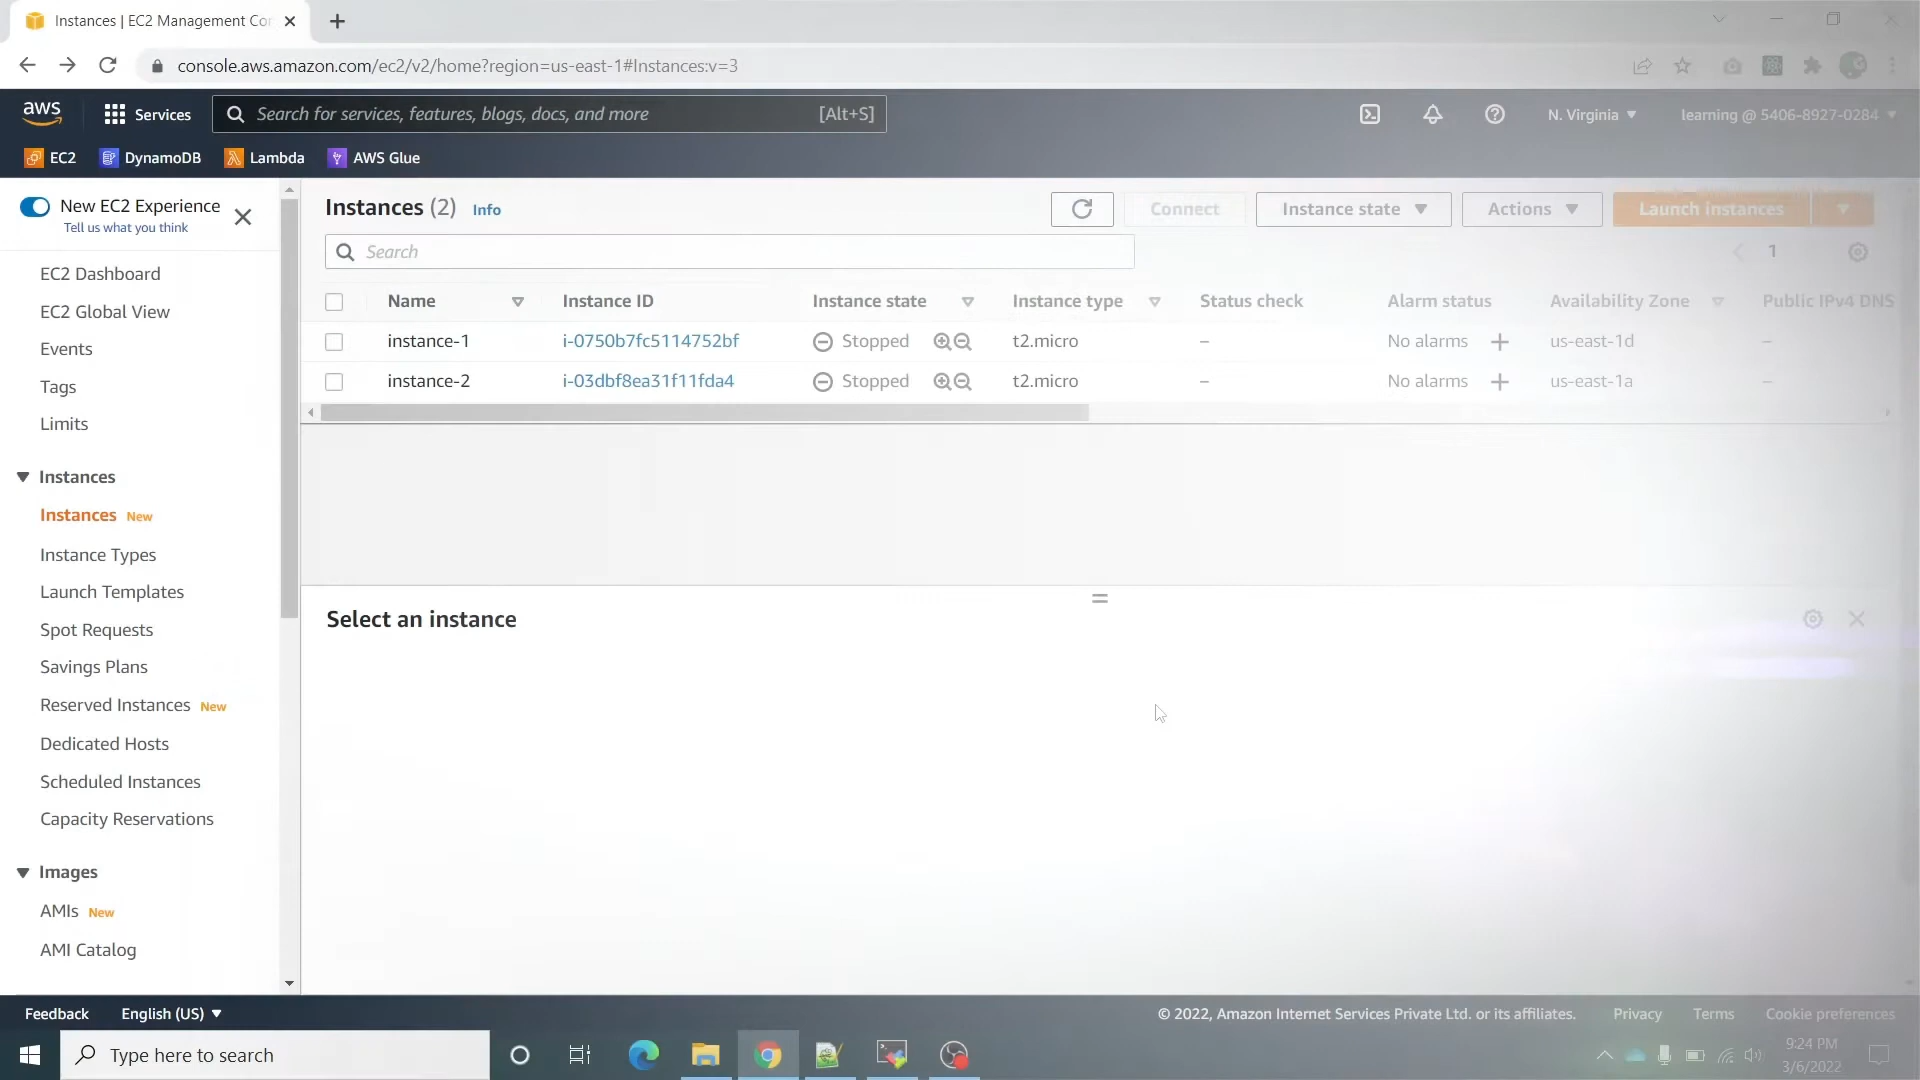 Instances | EC2 Management Con
console.aws.amazon.com/ec2/v2/home?region=us-east-1#Instances:v=3
aws Services Search for services, features, blogs, docs, and more [Alt+S] N. Virginia learning @ 5406-8927-0284
EC2 DynamoDB Lambda AWS Glue
New EC2 Experience
Tell us what you think
EC2 Dashboard
EC2 Global View
Events
Tags
Limits
Instances
Instances New
Instance Types
Launch Templates
Spot Requests
Savings Plans
Reserved Instances New
Dedicated Hosts
Scheduled Instances
Capacity Reservations
Images
AMIs New
AMI Catalog
Instances (2) Info Connect Instance state Actions Launch instances
Search 1
Name Instance ID Instance state Instance type Status check Alarm status Availability Zone Public IPv4 DNS
instance-1 i-0750b7fc5114752bf Stopped t2.micro – No alarms + us-east-1d –
instance-2 i-03dbf8ea31f11fda4 Stopped t2.micro – No alarms + us-east-1a –
Select an instance
Feedback English (US) © 2022, Amazon Internet Services Private Ltd. or its affiliates. Privacy Terms Cookie preferences
Type here to search
9:24 PM
3/6/2022